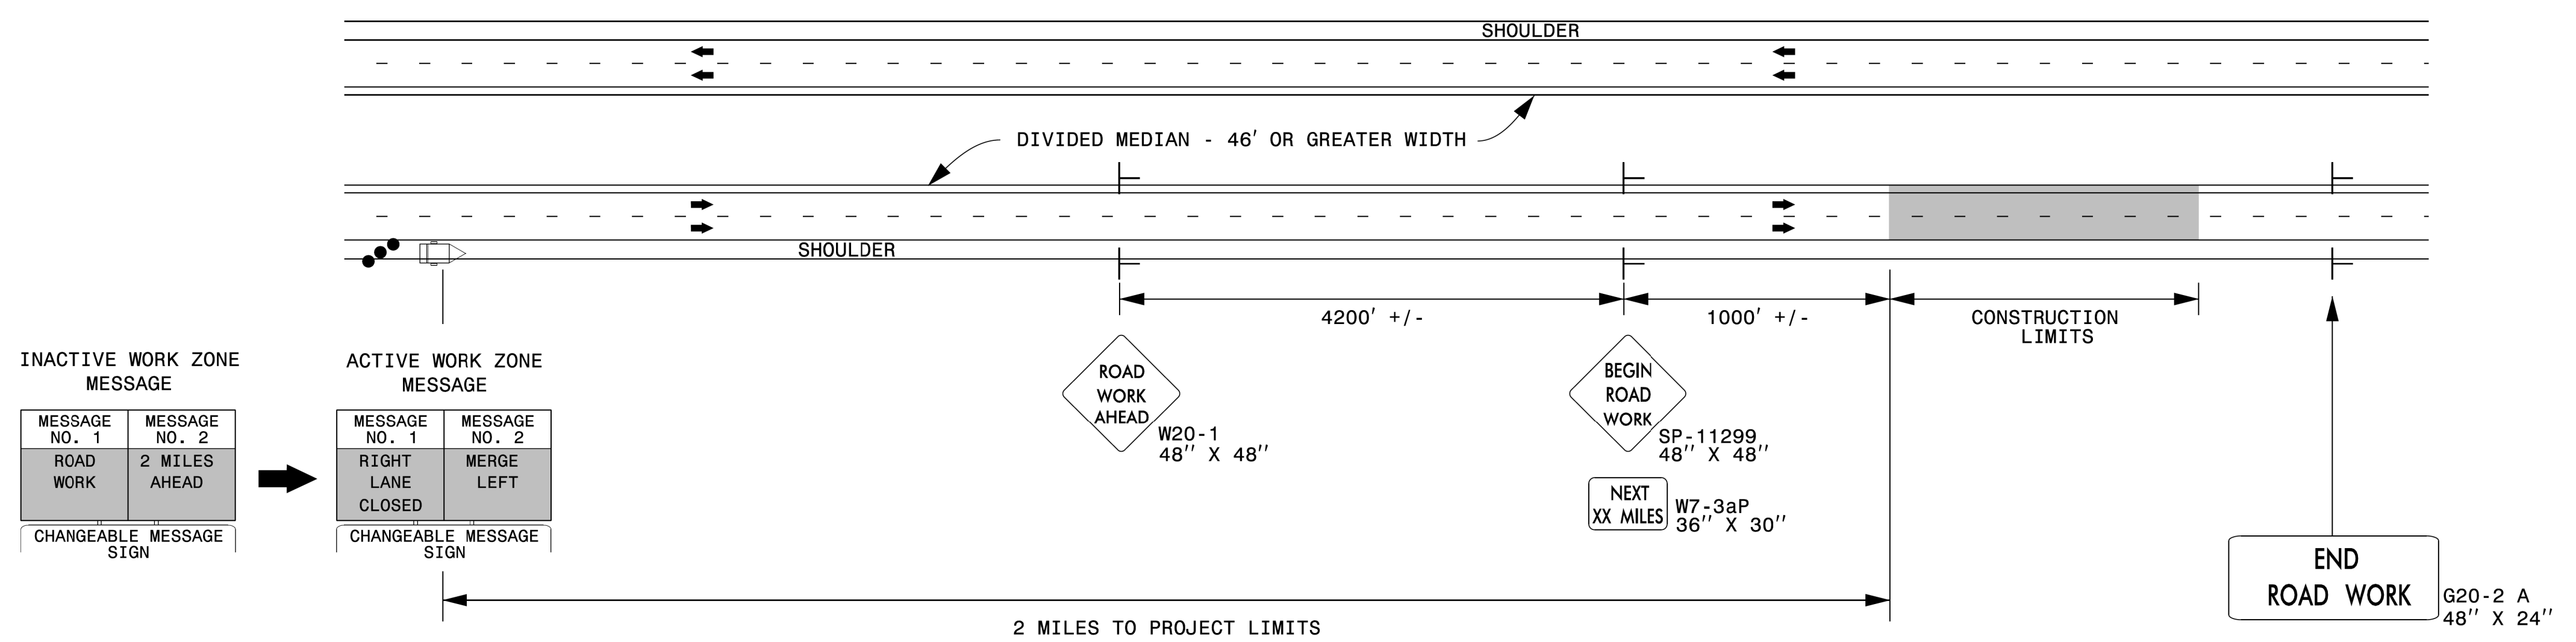 SHOULDER
DIVIDED MEDIAN - 46' OR GREATER WIDTH
SHOULDER
4200' +/-
1000' +/-
CONSTRUCTION
LIMITS
INACTIVE WORK ZONE
MESSAGE
MESSAGE
NO. 1
MESSAGE
NO. 2
ROAD
WORK
2 MILES
AHEAD
CHANGEABLE MESSAGE
SIGN
ACTIVE WORK ZONE
MESSAGE
MESSAGE
NO. 1
MESSAGE
NO. 2
RIGHT
LANE
CLOSED
MERGE
LEFT
CHANGEABLE MESSAGE
SIGN
ROAD
WORK
AHEAD
W20-1
48'' X 48''
BEGIN
ROAD
WORK
SP-11299
48'' X 48''
NEXT
XX MILES
W7-3aP
36'' X 30''
END
ROAD WORK
G20-2 A
48'' X 24''
2 MILES TO PROJECT LIMITS